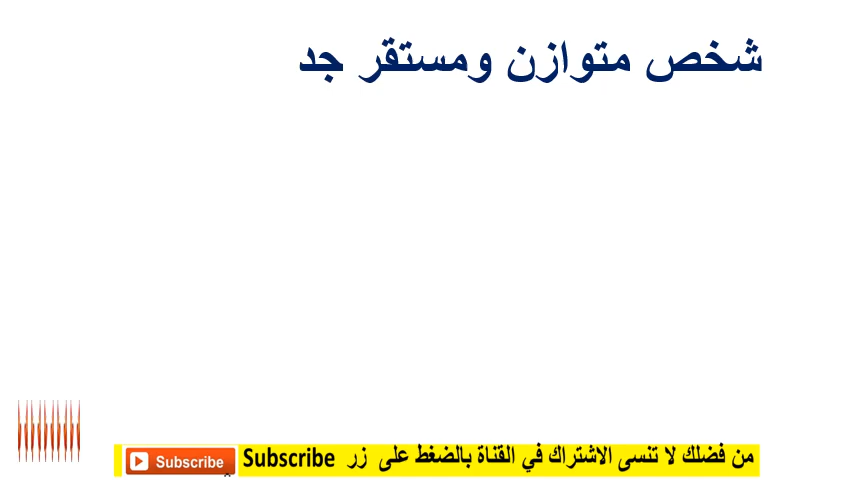 شخص متوازن ومستقر جد
من فضلك لا تنسى الاشتراك في القناة بالضغط على زر Subscribe
Subscribe